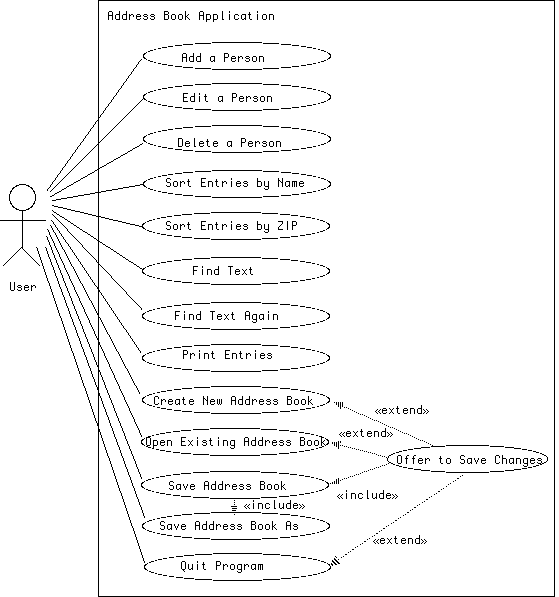 Address Book Application
Add a Person
Edit a Person
Delete a Person
Sort Entries by Name
Sort Entries by ZIP
Find Text
User
Find Text Again
Print Entries
Create New Address Book
«extend»
«extend»
Open Existing Address Book
Offer to Save Changes
Save Address Book
«include»
«include»
Save Address Book As
«extend»
Quit Program